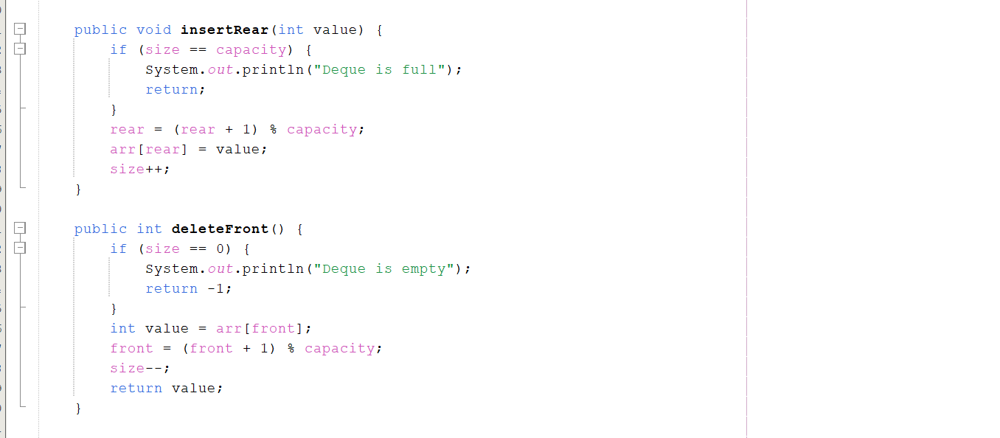 public void insertRear(int value) {
if (size == capacity) {
System.out.println("Deque is full");
return;
}
rear = (rear + 1) % capacity;
arr[rear] = value;
size++;
}
public int deleteFront() {
if (size == 0) {
System.out.println("Deque is empty");
return -1;
}
int value = arr[front];
front = (front + 1) % capacity;
size--;
return value;
}